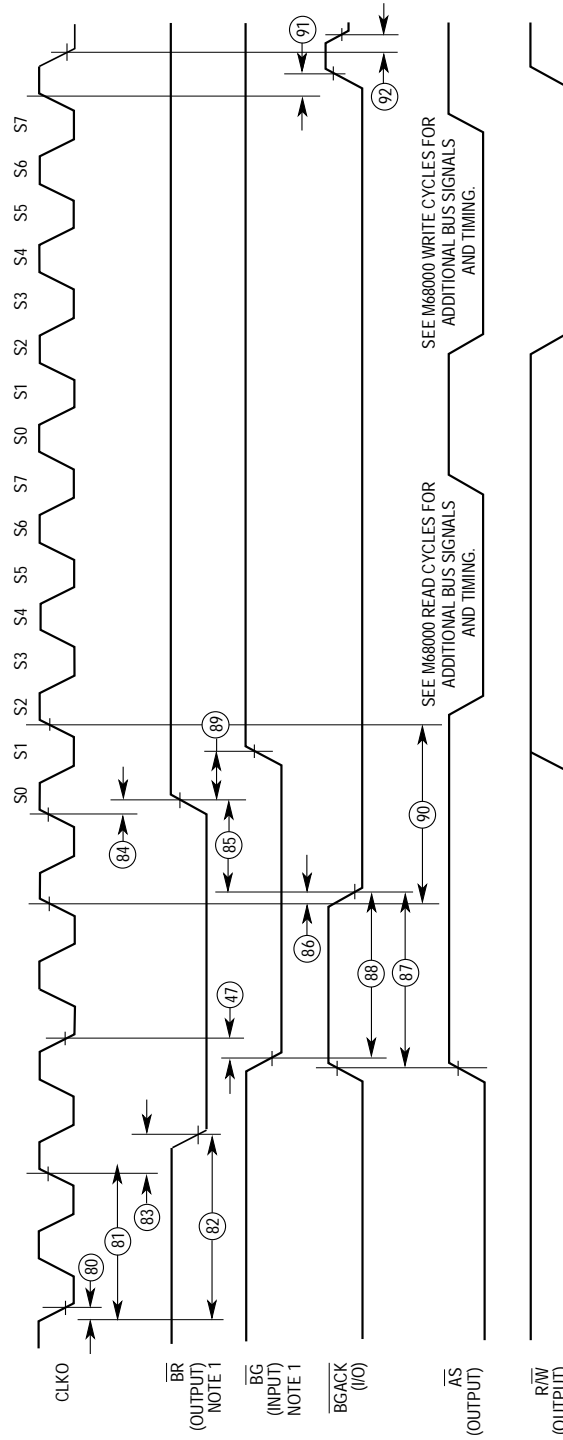 S0 S1 S2 S3 S4 S5 S6 S7 S0 S1 S2 S3 S4 S5 S6 S7
CLKO
80
81
83
47
86
84
91
92
BR
(OUTPUT)
NOTE 1
82
85
89
BG
(INPUT)
NOTE 1
BGACK
(I/O)
88
87
90
AS
(OUTPUT)
SEE M68000 READ CYCLES FOR
ADDITIONAL BUS SIGNALS
AND TIMING.
SEE M68000 WRITE CYCLES FOR
ADDITIONAL BUS SIGNALS
AND TIMING.
R/W
(OUTPUT)